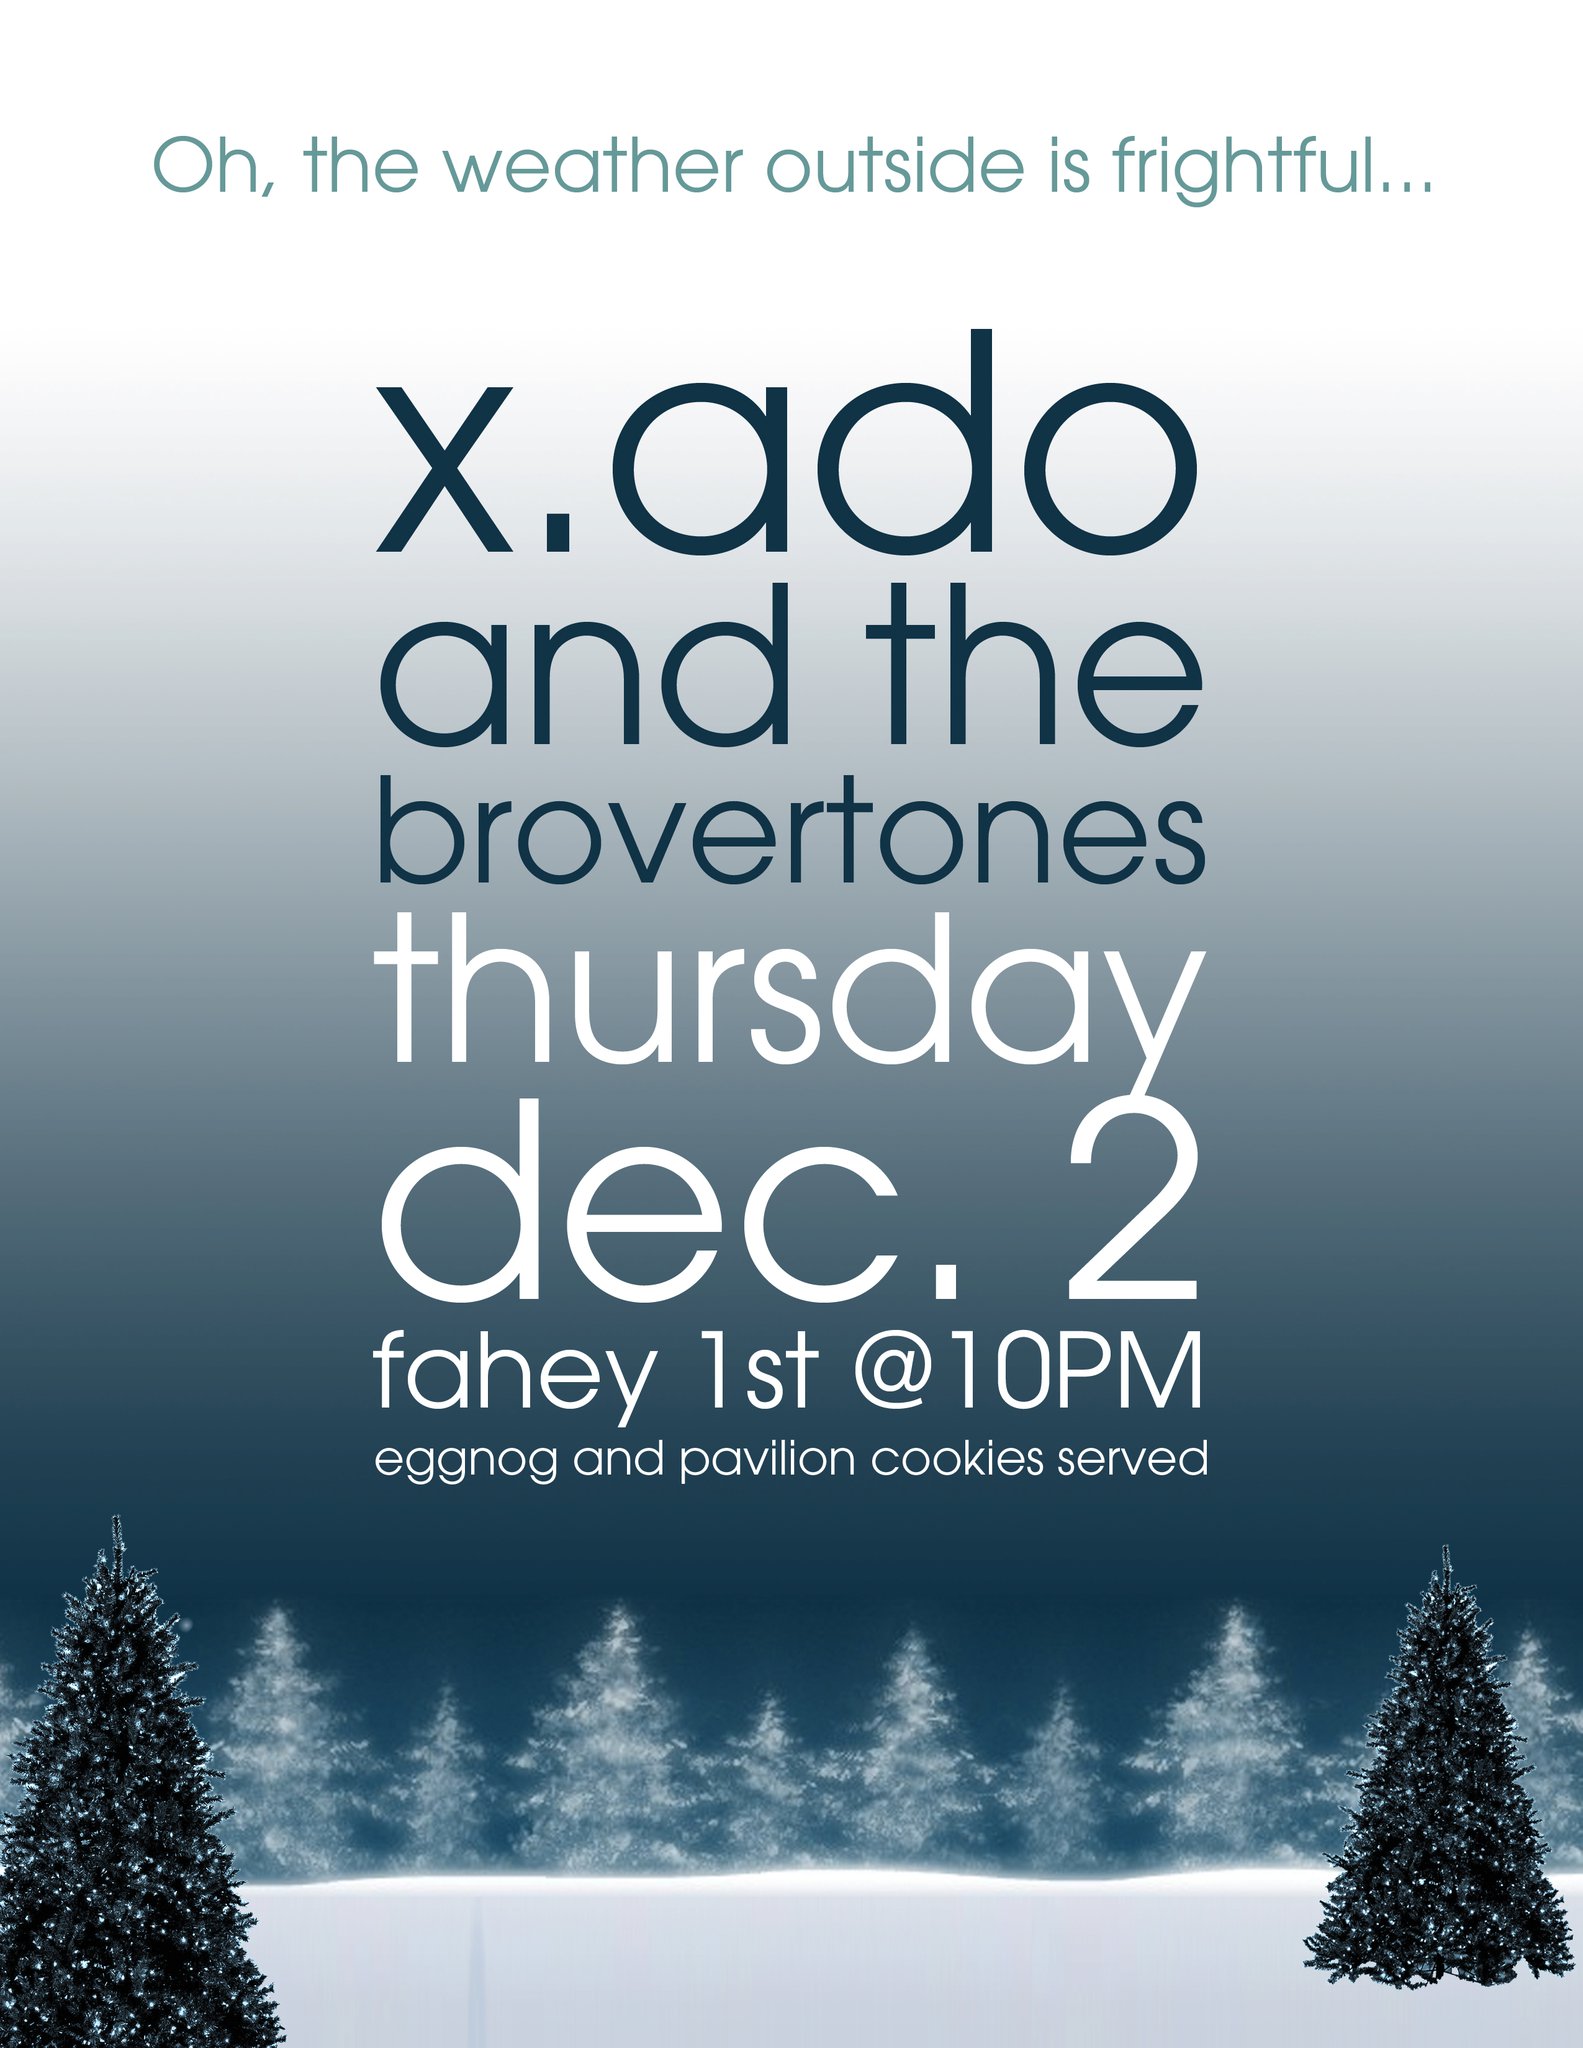 Oh, the weather outside is frightful...
x.ado
and the
brovertones
thursday
dec. 2
fahey 1st @10PM
eggnog and pavilion cookies served